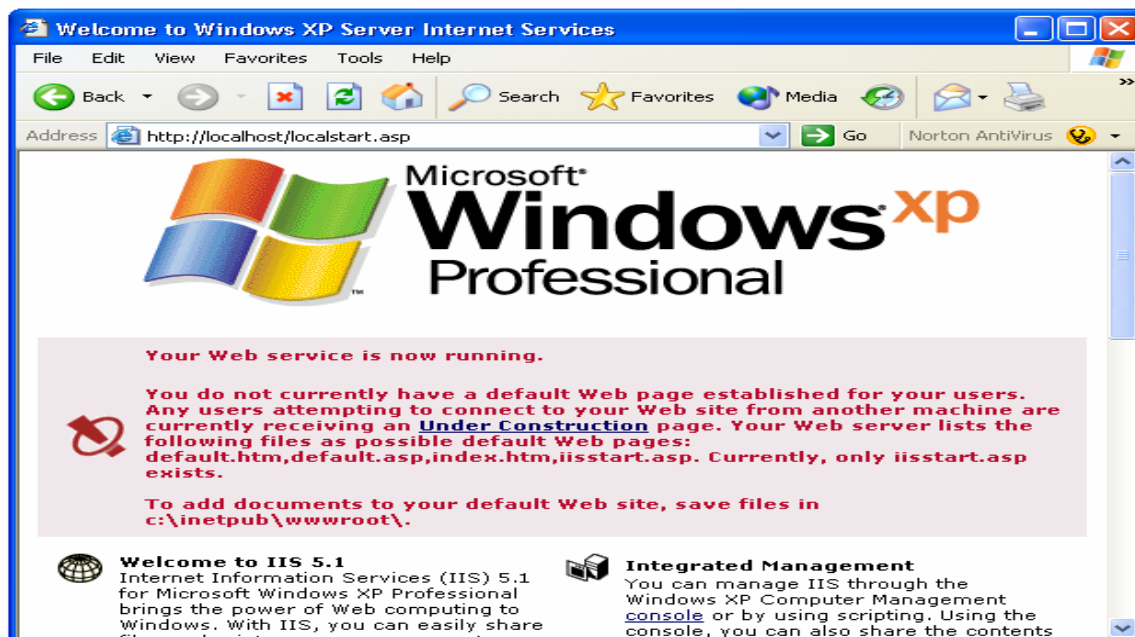 Welcome to Windows XP Server Internet Services
File Edit View Favorites Tools Help
Back Search Favorites Media »
Address http://localhost/localstart.asp Go Norton AntiVirus
Microsoft®
Windows xp
Professional
Your Web service is now running.
You do not currently have a default Web page established for your users.
Any users attempting to connect to your Web site from another machine are
currently receiving an Under Construction page. Your Web server lists the
following files as possible default Web pages:
default.htm,default.asp,index.htm,iisstart.asp. Currently, only iisstart.asp
exists.
To add documents to your default Web site, save files in
c:\inetpub\wwwroot\.
Welcome to IIS 5.1
Internet Information Services (IIS) 5.1
for Microsoft Windows XP Professional
brings the power of Web computing to
Windows. With IIS, you can easily share
Integrated Management
You can manage IIS through the
Windows XP Computer Management
console or by using scripting. Using the
console, you can also share the contents